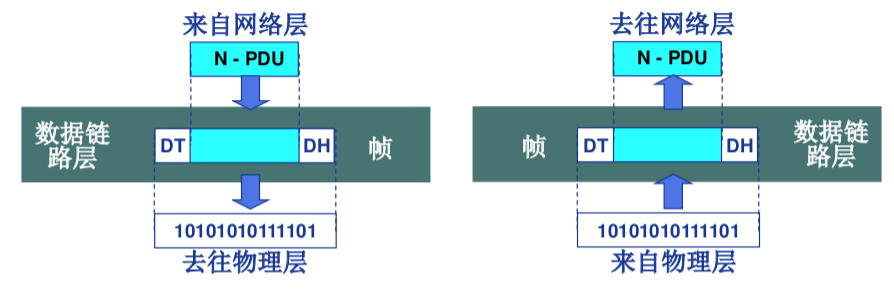 来自网络层
N - PDU
数据链
路层
DT
DH
帧
10101010111101
去往物理层
去往网络层
N - PDU
帧
DT
DH
数据链
路层
10101010111101
来自物理层